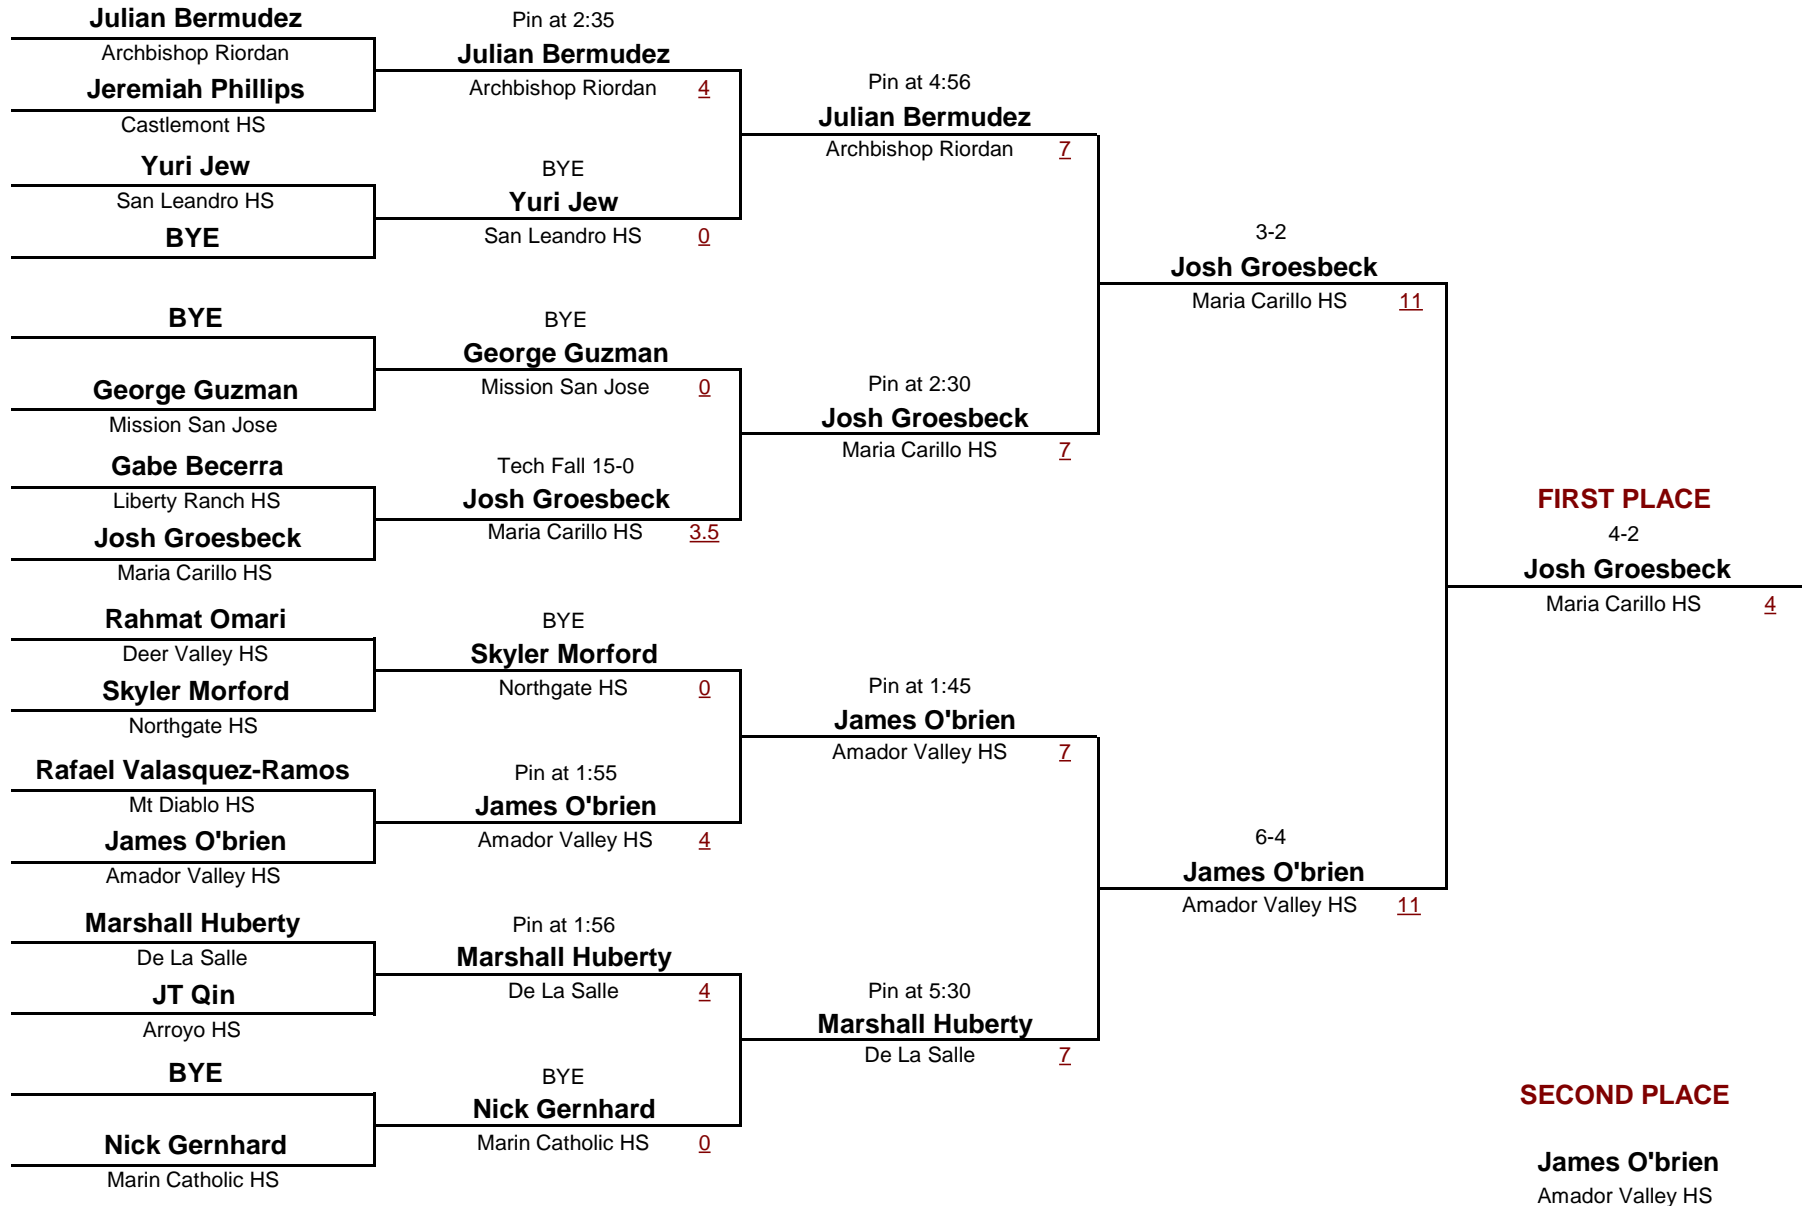 Julian Bermudez
Archbishop Riordan
Jeremiah Phillips
Castlemont HS
Yuri Jew
San Leandro HS
BYE
BYE
George Guzman
Mission San Jose
Gabe Becerra
Liberty Ranch HS
Josh Groesbeck
Maria Carillo HS
Rahmat Omari
Deer Valley HS
Skyler Morford
Northgate HS
Rafael Valasquez-Ramos
Mt Diablo HS
James O'brien
Amador Valley HS
Marshall Huberty
De La Salle
JT Qin
Arroyo HS
BYE
Nick Gernhard
Marin Catholic HS
Pin at 2:35
Julian Bermudez
Archbishop Riordan 4
BYE
Yuri Jew
San Leandro HS 0
BYE
George Guzman
Mission San Jose 0
Tech Fall 15-0
Josh Groesbeck
Maria Carillo HS 3.5
BYE
Skyler Morford
Northgate HS 0
Pin at 1:55
James O'brien
Amador Valley HS 4
Pin at 1:56
Marshall Huberty
De La Salle 4
BYE
Nick Gernhard
Marin Catholic HS 0
Pin at 4:56
Julian Bermudez
Archbishop Riordan 7
Pin at 2:30
Josh Groesbeck
Maria Carillo HS 7
Pin at 1:45
James O'brien
Amador Valley HS 7
Pin at 5:30
Marshall Huberty
De La Salle 7
3-2
Josh Groesbeck
Maria Carillo HS 11
6-4
James O'brien
Amador Valley HS 11
FIRST PLACE
4-2
Josh Groesbeck
Maria Carillo HS 4
SECOND PLACE
James O'brien
Amador Valley HS